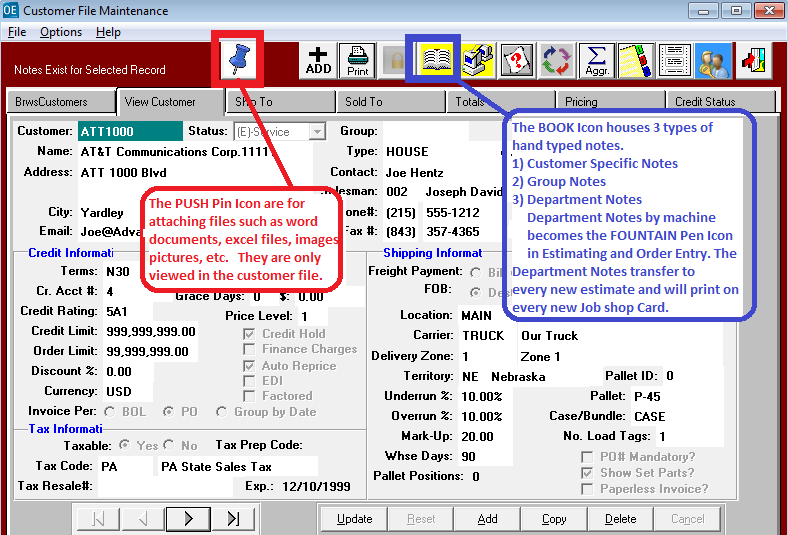 OE Customer File Maintenance
File Options Help
Notes Exist for Selected Record
ADD
Print
Aggr.
BrwsCustomers View Customer Ship To Sold To Totals Pricing Credit Status
Customer: ATT1000 Status: (E)-Service Group:
Name: AT&T Communications Corp.1111 Type: HOUSE
Address: ATT 1000 Blvd Contact: Joe Hentz
lesman: 002 Joseph David
City: Yardley one#: (215) 555-1212
Email: Joe@Adva Fax #: (843) 357-4365
The PUSH Pin Icon are for
attaching files such as word
documents, excel files, images
pictures, etc. They are only
viewed in the customer file.
The BOOK Icon houses 3 types of
hand typed notes.
1) Customer Specific Notes
2) Group Notes
3) Department Notes
Department Notes by machine
becomes the FOUNTAIN Pen Icon
in Estimating and Order Entry. The
Department Notes transfer to
every new estimate and will print on
every new Job shop Card.
Credit Informati
Terms: N30
Cr. Acct #: 4 Grace Days: 0 $: 0.00
Credit Rating: 5A1 Price Level: 1
Credit Limit: 999,999,999.00 Credit Hold
Order Limit: 99,999,999.00 Finance Charges
Discount %: 0.00 Auto Reprice
EDI
Currency: USD Factored
Invoice Per: BOL PO Group by Date
Tax Informati
Taxable: Yes No Tax Prep Code:
Tax Code: PA PA State Sales Tax
Tax Resale#: Exp.: 12/10/1999
Shipping Informat
Freight Payment: Bil
FOB: Des
Location: MAIN
Carrier: TRUCK Our Truck
Delivery Zone: 1 Zone 1
Territory: NE Nebraska Pallet ID: 0
Underrun %: 10.00% Pallet: P-45
Overrun %: 10.00% Case/Bundle: CASE
Mark-Up: 20.00 No. Load Tags: 1
Whse Days: 90 PO# Mandatory?
Pallet Positions: 0 Show Set Parts?
Paperless Invoice?
Update Reset Add Copy Delete Cancel